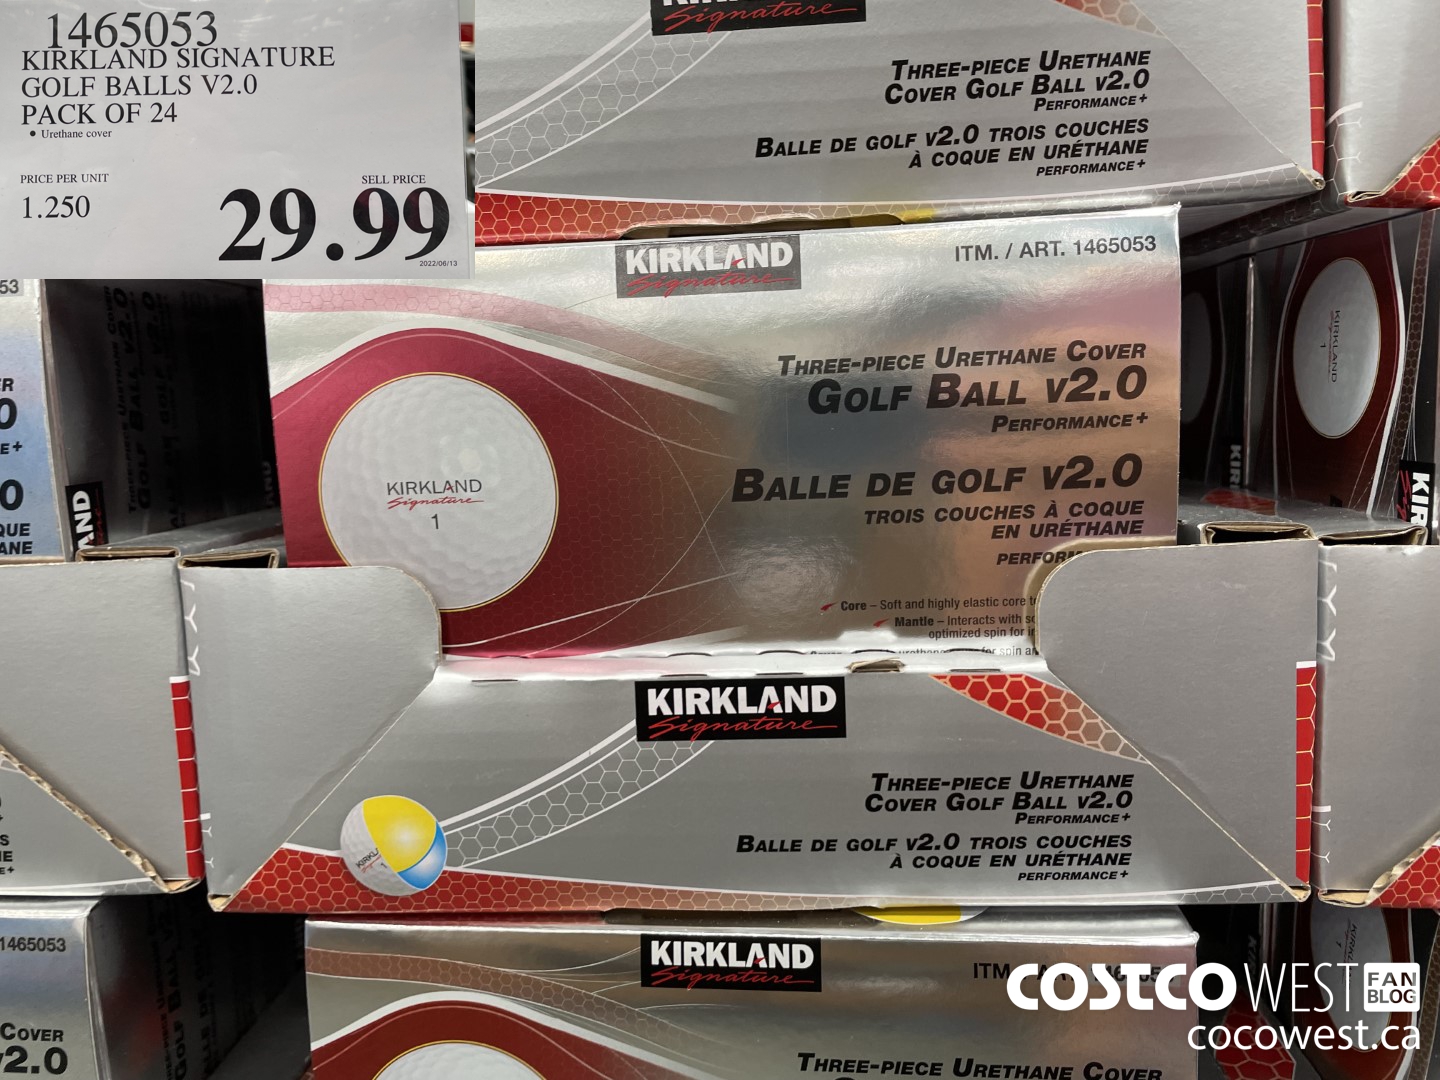 1465053
KIRKLAND SIGNATURE
GOLF BALLS V2.0
PACK OF 24
• Urethane cover
PRICE PER UNIT
1.250
SELL PRICE
29.99
2022/06/13
KIRKLAND
Signature
THREE-PIECE URETHANE
COVER GOLF BALL V2.0
PERFORMANCE+
BALLE DE GOLF V2.0 TROIS COUCHES
À COQUE EN URÉTHANE
PERFORMANCE+
KIRKLAND
Signature
ITM. / ART. 1465053
THREE-PIECE URETHANE COVER
GOLF BALL V2.0
PERFORMANCE+
BALLE DE GOLF V2.0
TROIS COUCHES À COQUE
EN URÉTHANE
PERFOR
KIRKLAND
Signature
1
Core – Soft and highly elastic core
Mantle – Interacts with
optimized spin for
KIRKLAND
Signature
THREE-PIECE URETHANE
COVER GOLF BALL V2.0
PERFORMANCE+
BALLE DE GOLF V2.0 TROIS COUCHES
À COQUE EN URÉTHANE
PERFORMANCE+
KIRKLAND
1
53
1465053
COVER
V2.0
KIRKLAND
Signature
ITM.
THREE-PIECE URETHANE COVER
COSTCO WEST FAN
BLOG
cocowest.ca